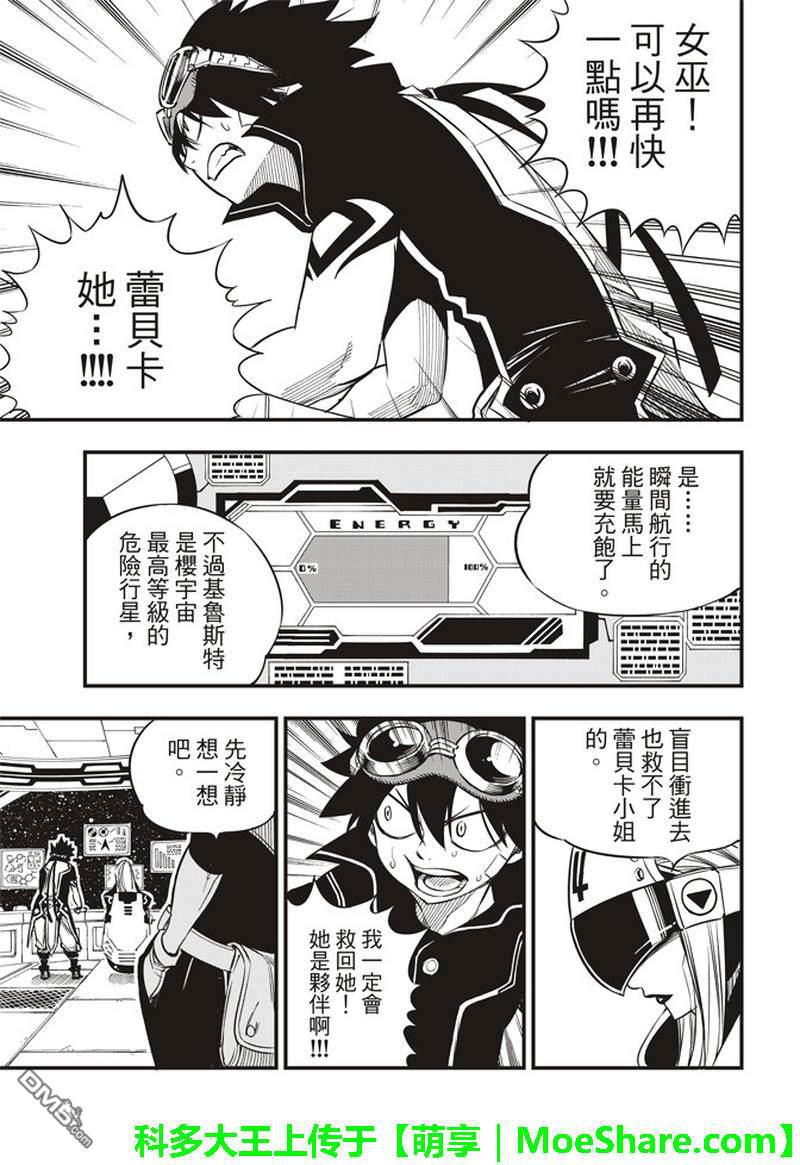 女巫！
可以再快
一點嗎!!!
蕾貝卡
她…!!!!
是……
瞬間航行的
能量馬上
就要充飽了。
ENERGY
0%
100%
不過基魯斯特
是櫻宇宙
最高等級的
危險行星，
盲目衝進去
也救不了
蕾貝卡小姐
的。
4
我一定會
救回她！
她是夥伴啊!!!
先冷靜
想一想
吧。
DM5.com
科多大王上传于【萌享｜MoeShare.com】